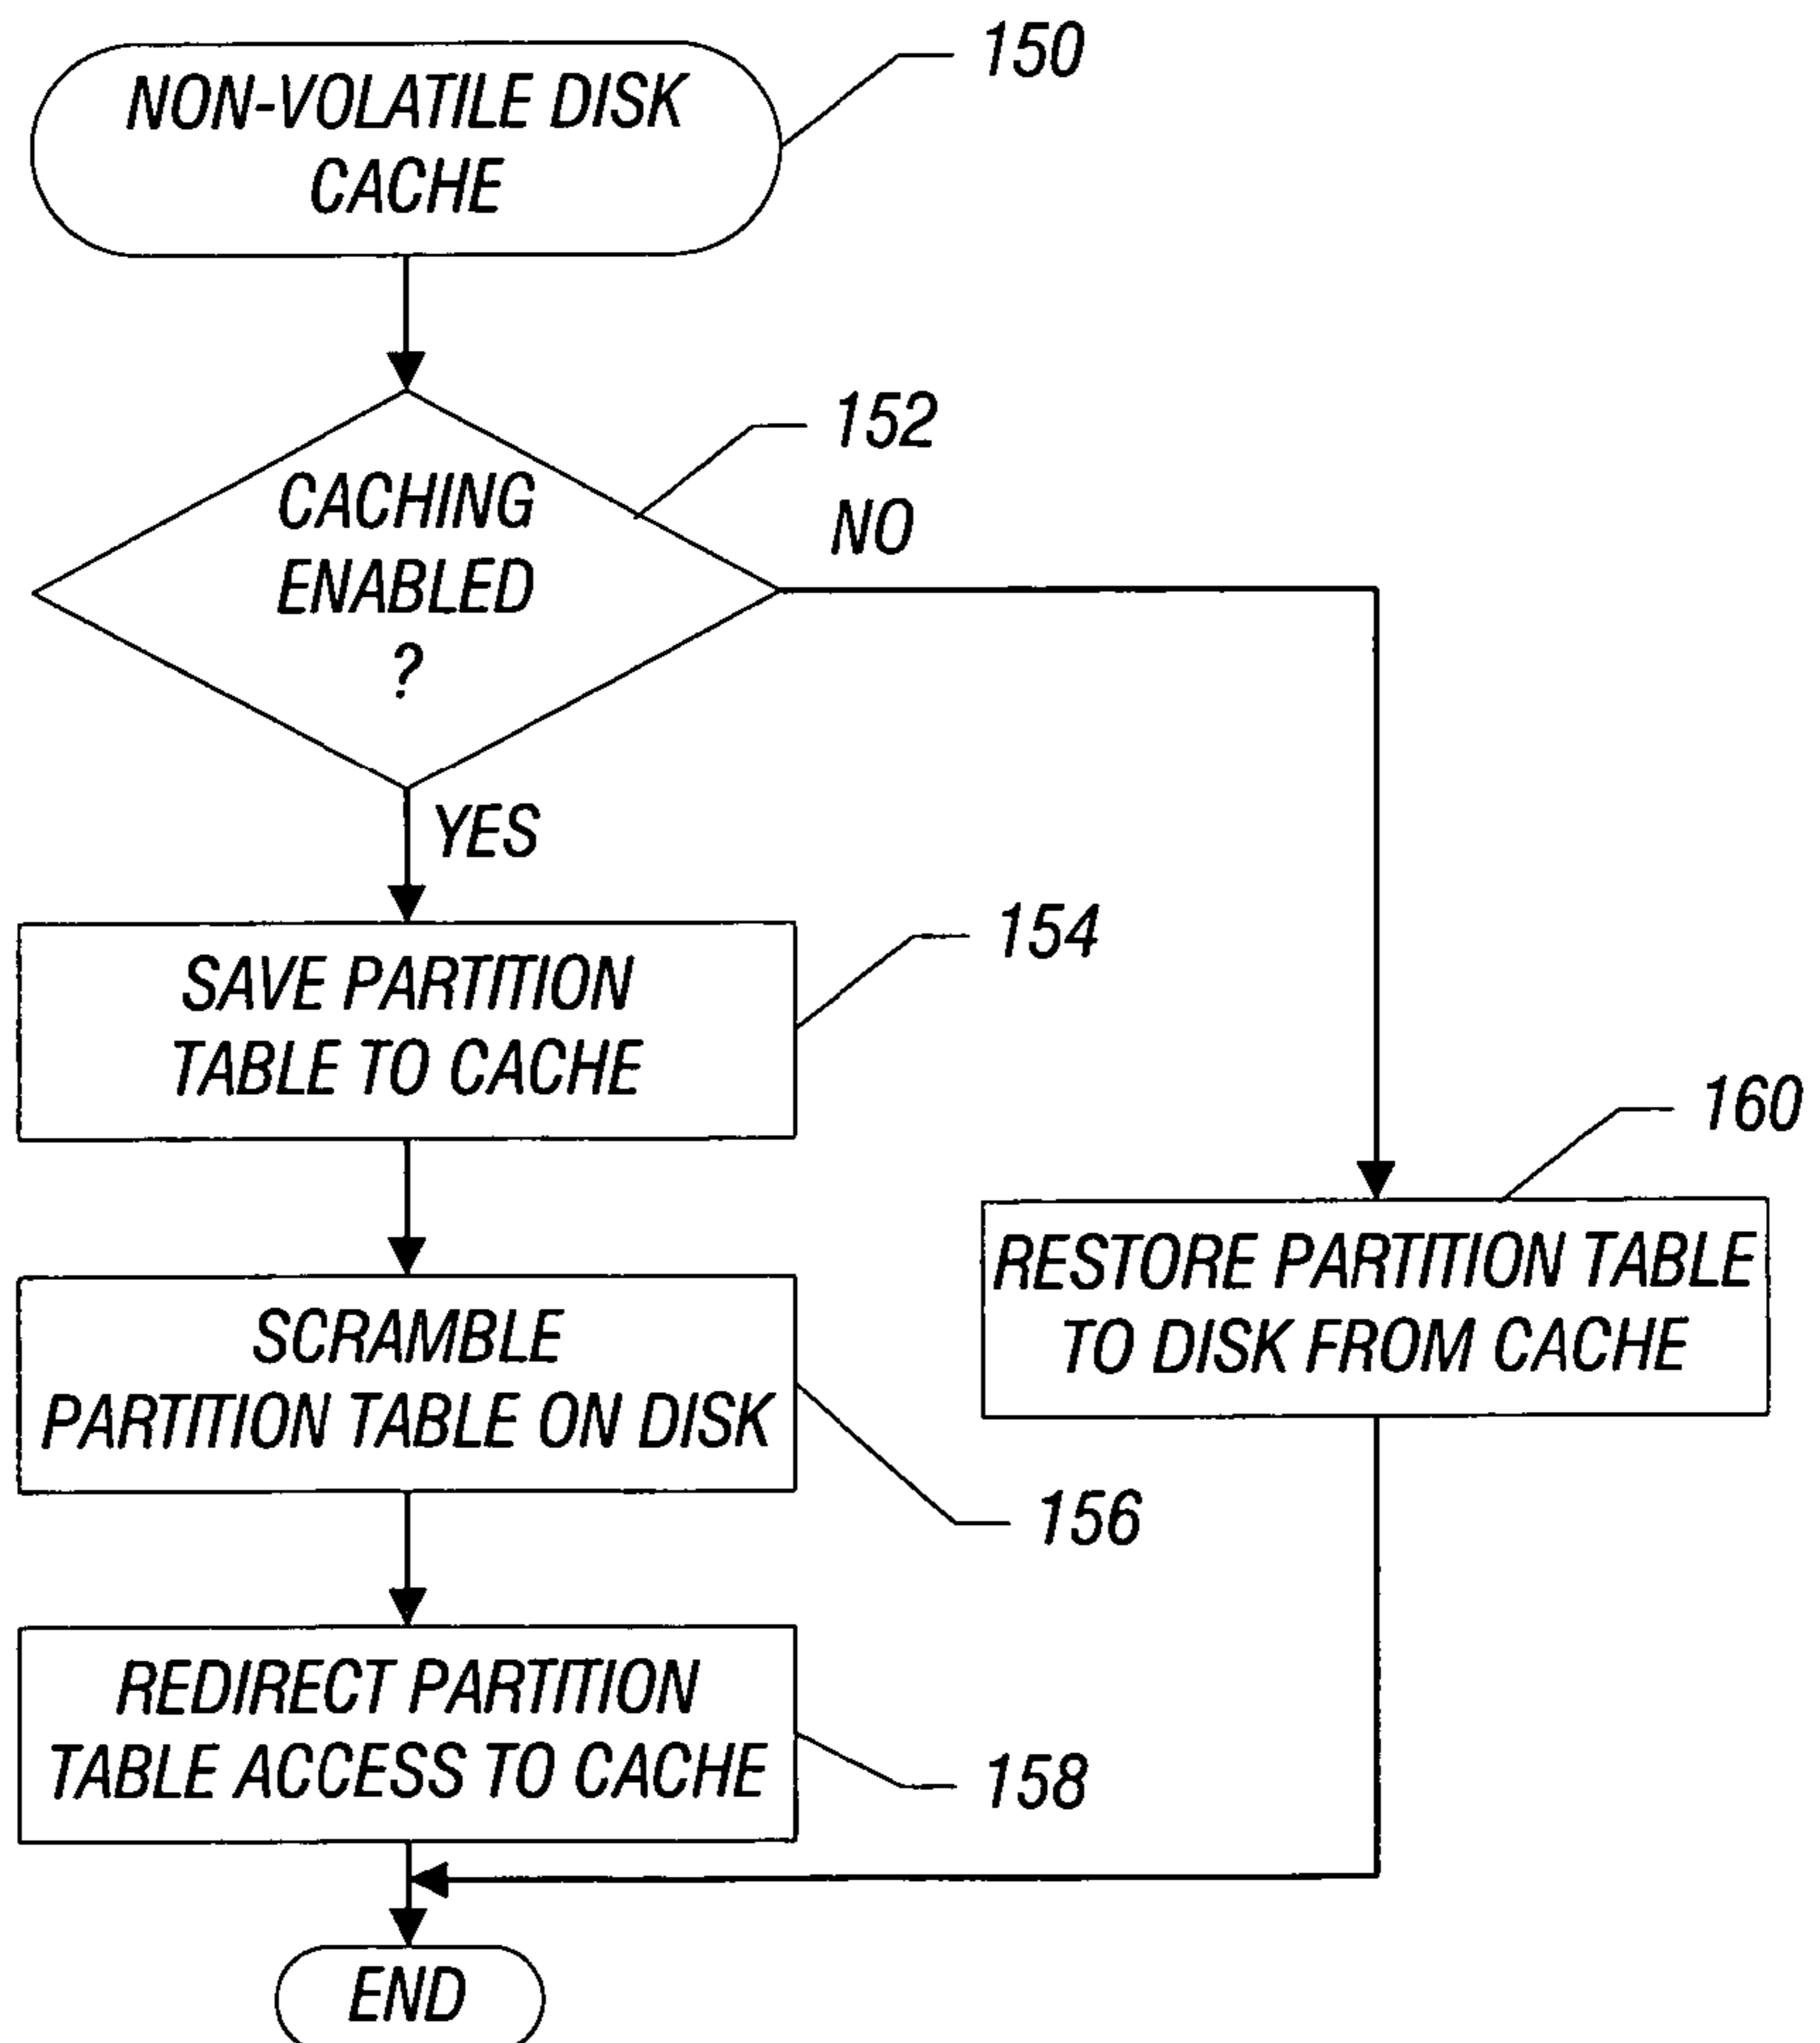 150
NON-VOLATILE DISK
CACHE
152
CACHING
ENABLED
?
NO
YES
154
SAVE PARTITION
TABLE TO CACHE
160
RESTORE PARTITION TABLE
TO DISK FROM CACHE
SCRAMBLE
PARTITION TABLE ON DISK
156
REDIRECT PARTITION
TABLE ACCESS TO CACHE
158
END